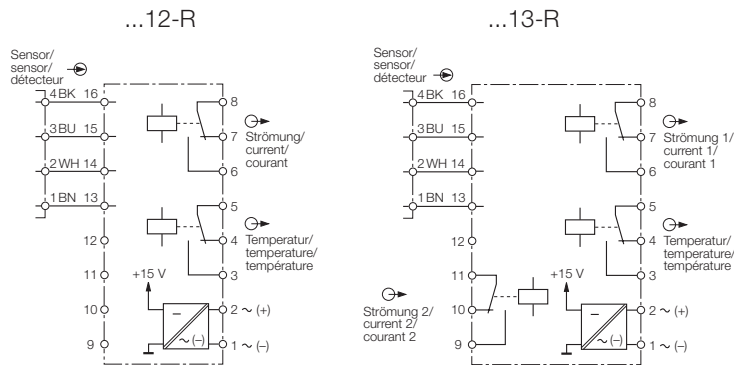 ...12-R
Sensor/
sensor/
détecteur
4 BK 16
3 BU 15
2 WH 14
1 BN 13
12
11
10
9
8
7
6
5
4
3
2 ~ (+)
1 ~ (–)
Strömung/
current/
courant
Temperatur/
temperature/
température
+15 V
–
~ (–)
...13-R
Sensor/
sensor/
détecteur
4 BK 16
3 BU 15
2 WH 14
1 BN 13
12
11
10
9
Strömung 2/
current 2/
courant 2
8
7
6
5
4
3
2 ~ (+)
1 ~ (–)
Strömung 1/
current 1/
courant 1
Temperatur/
temperature/
température
+15 V
–
~ (–)